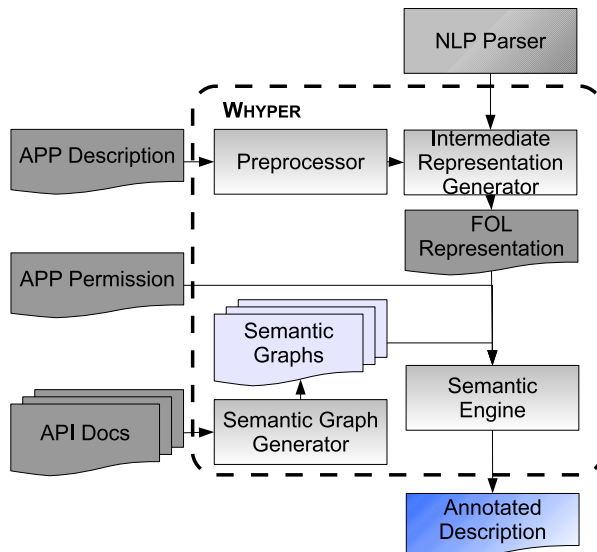 NLP Parser
WHYPER
APP Description
Preprocessor
Intermediate
Representation
Generator
FOL
Representation
APP Permission
Semantic
Graphs
Semantic
Engine
API Docs
Semantic Graph
Generator
Annotated
Description